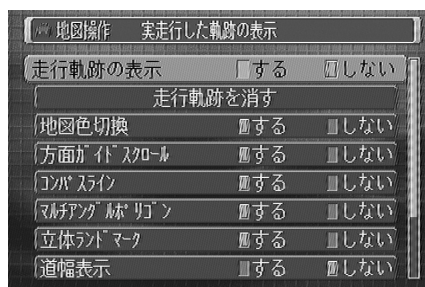 地図操作 実走行した軌跡の表示
走行軌跡の表示 する しない
走行軌跡を消す
地図色切換 する しない
方面ガイドスクロール する しない
コンパスライン する しない
マルチアングルポリゴン する しない
立体ランドマーク する しない
道幅表示 する しない